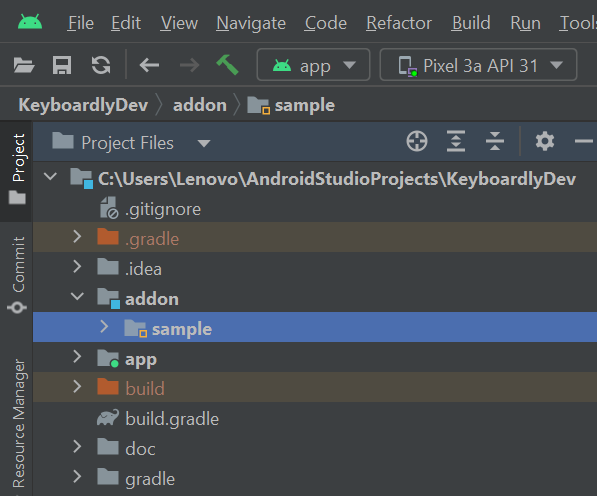 File Edit View Navigate Code Refactor Build Run Tools
app Pixel 3a API 31
KeyboardlyDev addon sample
Project Files
C:\Users\Lenovo\AndroidStudioProjects\KeyboardlyDev
.gitignore
.gradle
.idea
addon
sample
app
build
build.gradle
doc
gradle
Project
Commit
Resource Manager